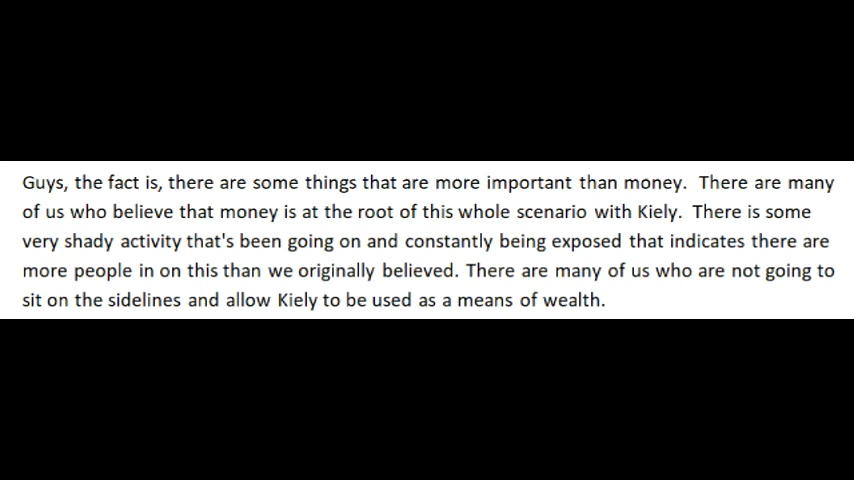 Guys, the fact is, there are some things that are more important than money.  There are many
of us who believe that money is at the root of this whole scenario with Kiely.  There is some
very shady activity that's been going on and constantly being exposed that indicates there are
more people in on this than we originally believed. There are many of us who are not going to
sit on the sidelines and allow Kiely to be used as a means of wealth.